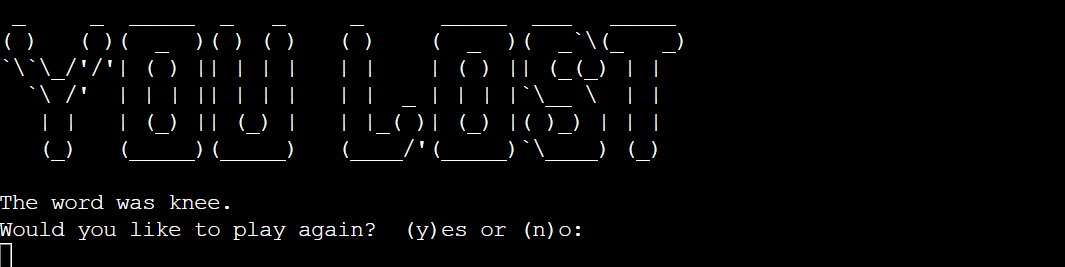 YOU LOST
The word was knee.
Would you like to play again?  (y)es or (n)o: